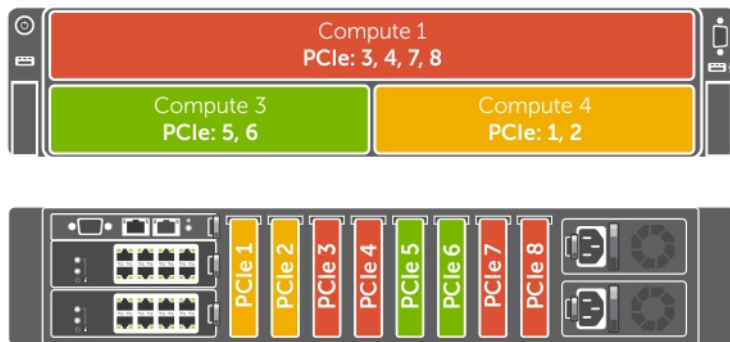 Compute 1
PCIe: 3, 4, 7, 8
Compute 3
PCIe: 5, 6
Compute 4
PCIe: 1, 2
PCIe 1
PCIe 2
PCIe 3
PCIe 4
PCIe 5
PCIe 6
PCIe 7
PCIe 8